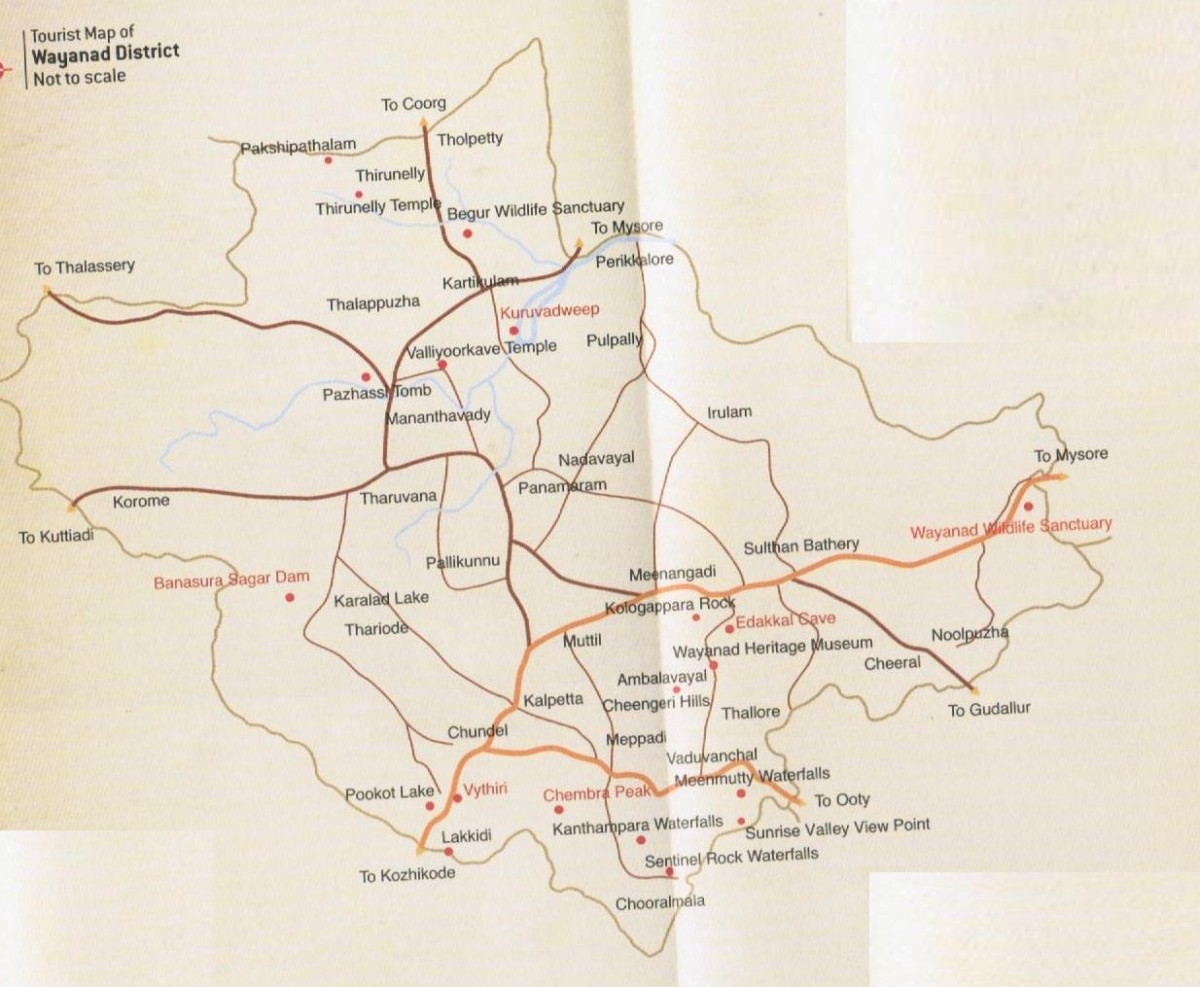 Tourist Map of
Wayanad District
Not to scale
To Coorg
Tholpetty
Pakshipathalam
Thirunelly
Thirunelly Temple
Begur Wildlife Sanctuary
To Mysore
Perikkalore
To Thalassery
Kartikulam
Thalappuzha
Kuruvadweep
Pulpally
Valliyoorkave Temple
Pazhassi Tomb
Mananthavady
Irulam
To Mysore
Nadavayal
Panamaram
Korome
Tharuvana
To Kuttiadi
Wayanad Wildlife Sanctuary
Sulthan Bathery
Pallikunnu
Meenangadi
Banasura Sagar Dam
Karalad Lake
Kologappara Rock
Edakkal Cave
Thariode
Muttil
Wayanad Heritage Museum
Noolpuzha
Cheeral
Ambalavayal
Kalpetta
Cheengeri Hills
Thallore
To Gudallur
Chundel
Meppadi
Vaduvanchal
Meenmutty Waterfalls
Pookot Lake
Vythiri
Chembra Peak
To Ooty
Kanthampara Waterfalls
Sunrise Valley View Point
Lakkidi
Sentinel Rock Waterfalls
To Kozhikode
Chooralmala